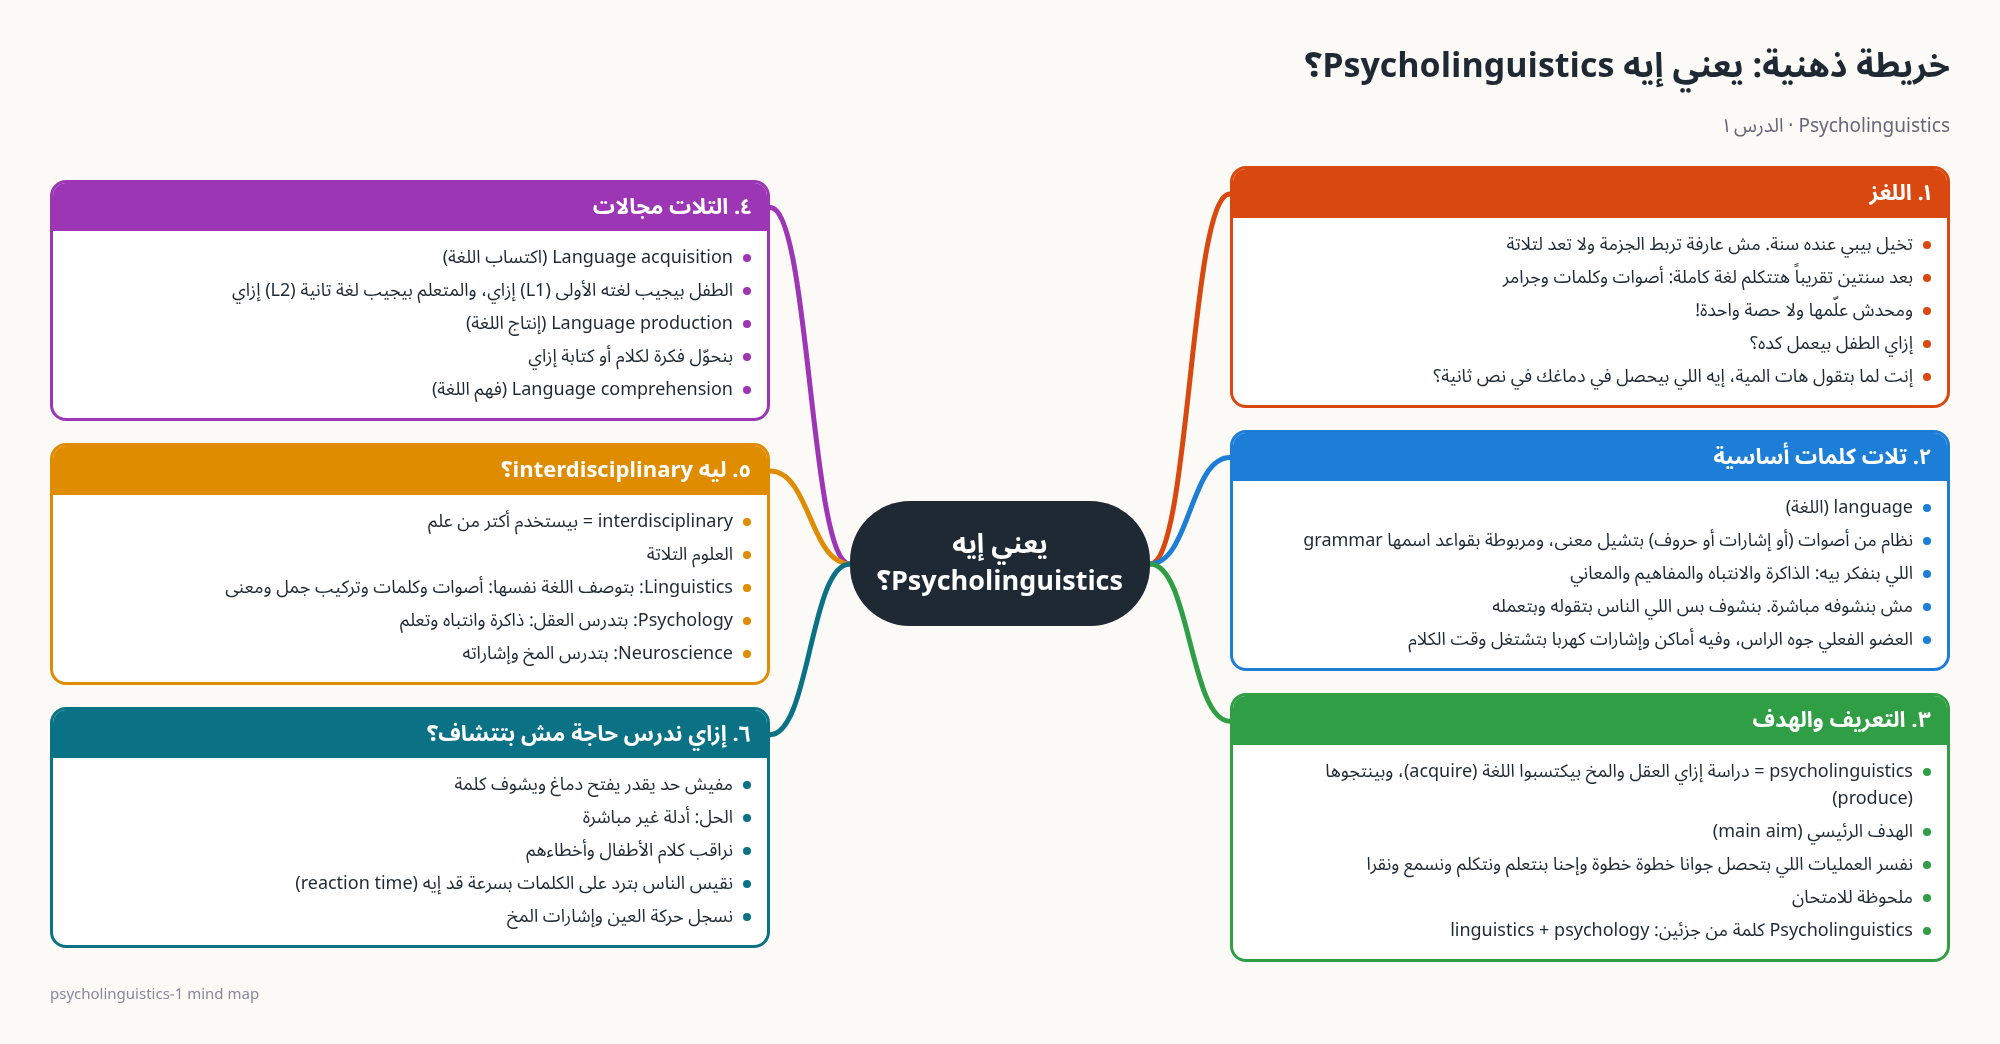 خريطة ذهنية: يعني إيه Psycholinguistics؟
Psycholinguistics · الدرس ١
١. اللغز
تخيل بيبي عنده سنة. مش عارفة تربط الجزمة ولا تعد لتلاتة
بعد سنتين تقريباً هتتكلم لغة كاملة: أصوات وكلمات وجرامر
ومحدش علّمها ولا حصة واحدة!
إزاي الطفل بيعمل كده؟
إنت لما بتقول هات المية، إيه اللي بيحصل في دماغك في نص ثانية؟
٢. تلات كلمات أساسية
language (اللغة)
نظام من أصوات (أو إشارات أو حروف) بتشيل معنى، ومربوطة بقواعد اسمها grammar
اللي بنفكر بيه: الذاكرة والانتباه والمفاهيم والمعاني
مش بنشوفه مباشرة. بنشوف بس اللي الناس بتقوله وبتعمله
العضو الفعلي جوه الراس، وفيه أماكن وإشارات كهربا بتشتغل وقت الكلام
٣. التعريف والهدف
psycholinguistics = دراسة إزاي العقل والمخ بيكتسبوا اللغة (acquire)، وبينتجوها
(produce)
الهدف الرئيسي (main aim)
نفسر العمليات اللي بتحصل جوانا خطوة خطوة وإحنا بنتعلم ونتكلم ونسمع ونقرا
ملحوظة للامتحان
Psycholinguistics كلمة من جزئين: linguistics + psychology
يعني إيه
Psycholinguistics؟
٤. التلات مجالات
Language acquisition (اكتساب اللغة)
الطفل بيجيب لغته الأولى (L1) إزاي، والمتعلم بيجيب لغة تانية (L2) إزاي
Language production (إنتاج اللغة)
بنحوّل فكرة لكلام أو كتابة إزاي
Language comprehension (فهم اللغة)
٥. ليه interdisciplinary؟
interdisciplinary = بيستخدم أكتر من علم
العلوم التلاتة
Linguistics: بتوصف اللغة نفسها: أصوات وكلمات وتركيب جمل ومعنى
Psychology: بتدرس العقل: ذاكرة وانتباه وتعلم
Neuroscience: بتدرس المخ وإشاراته
٦. إزاي ندرس حاجة مش بتتشاف؟
مفيش حد يقدر يفتح دماغ ويشوف كلمة
الحل: أدلة غير مباشرة
نراقب كلام الأطفال وأخطاءهم
نقيس الناس بترد على الكلمات بسرعة قد إيه (reaction time)
نسجل حركة العين وإشارات المخ
psycholinguistics-1 mind map